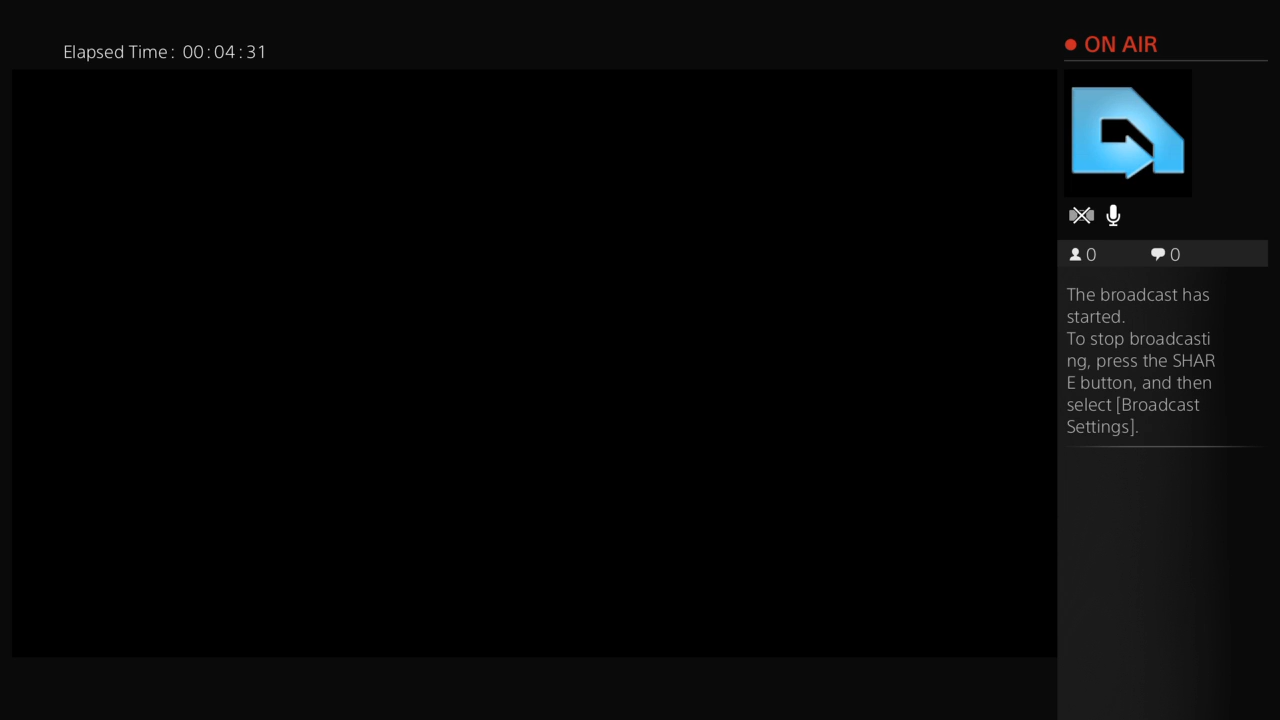 Elapsed Time: 00:04:31
ON AIR
0 0
The broadcast has
started.
To stop broadcasti
ng, press the SHAR
E button, and then
select [Broadcast
Settings].